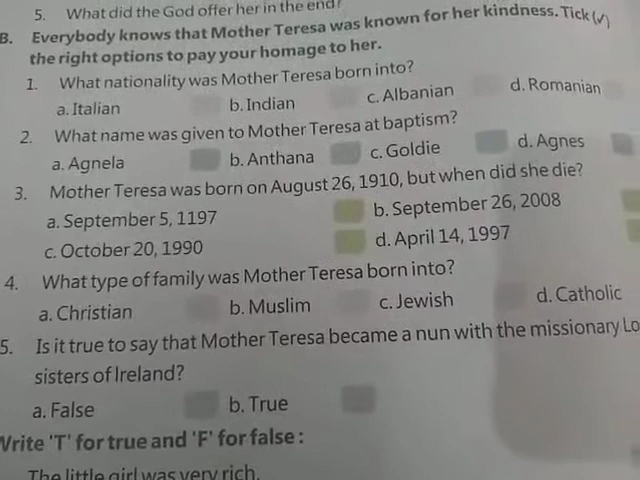 5. What did the God offer her in the end?
B. Everybody knows that Mother Teresa was known for her kindness. Tick (✓)
the right options to pay your homage to her.
1. What nationality was Mother Teresa born into?
a. Italian b. Indian c. Albanian d. Romanian
2. What name was given to Mother Teresa at baptism?
a. Agnela b. Anthana c. Goldie d. Agnes
3. Mother Teresa was born on August 26, 1910, but when did she die?
a. September 5, 1197 b. September 26, 2008
c. October 20, 1990 d. April 14, 1997
4. What type of family was Mother Teresa born into?
a. Christian b. Muslim c. Jewish d. Catholic
5. Is it true to say that Mother Teresa became a nun with the missionary Lo
sisters of Ireland?
a. False b. True
Write 'T' for true and 'F' for false :
The little girl was very rich.